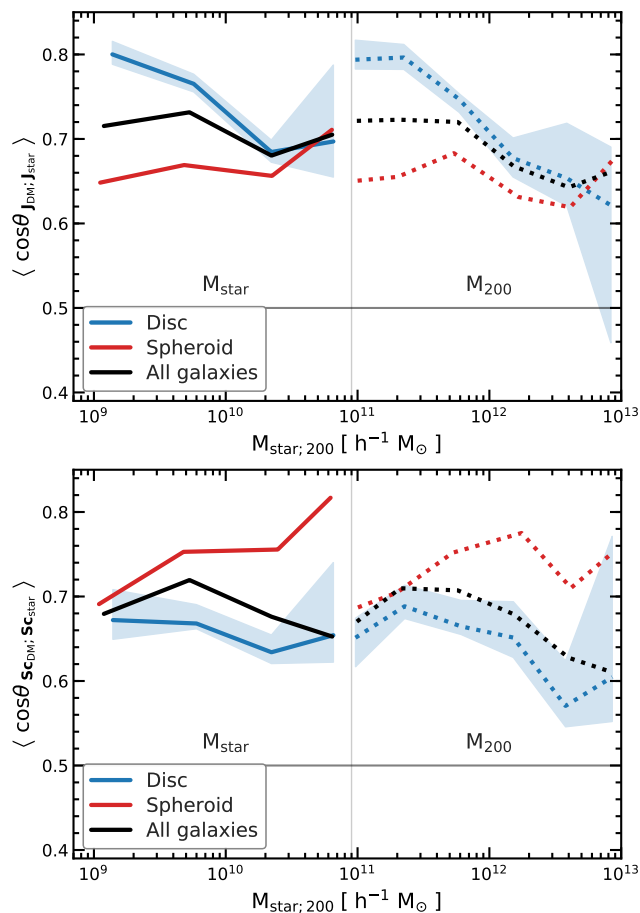 ⟨ cosθ J_DM; J_star ⟩
0.8
0.7
0.6
0.5
0.4
M_star
M_200
Disc
Spheroid
All galaxies
10^9
10^10
10^11
10^12
10^13
M_star; 200 [ h^−1 M_⊙ ]
⟨ cosθ Sc_DM; Sc_star ⟩
0.8
0.7
0.6
0.5
0.4
M_star
M_200
Disc
Spheroid
All galaxies
10^9
10^10
10^11
10^12
10^13
M_star; 200 [ h^−1 M_⊙ ]